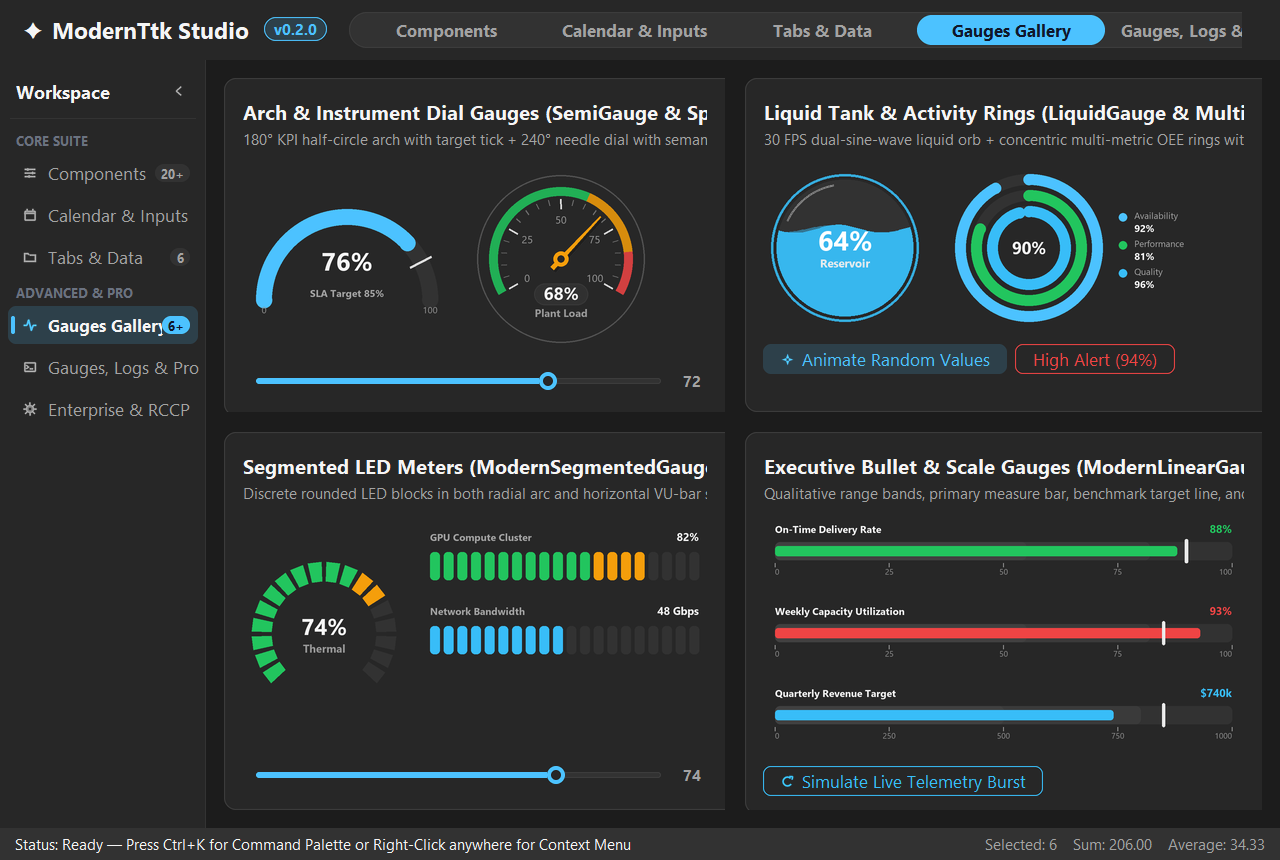 ✦ ModernTtk Studio
v0.2.0
Components
Calendar & Inputs
Tabs & Data
Gauges Gallery
Gauges, Logs &
Workspace
CORE SUITE
Components 20+
Calendar & Inputs
Tabs & Data 6
ADVANCED & PRO
Gauges Gallery 6+
Gauges, Logs & Pro
Enterprise & RCCP
Arch & Instrument Dial Gauges (SemiGauge & Sp
180° KPI half-circle arch with target tick + 240° needle dial with seman
76%
SLA Target 85%
0
100
0
25
50
75
100
68%
Plant Load
72
Liquid Tank & Activity Rings (LiquidGauge & Multi
30 FPS dual-sine-wave liquid orb + concentric multi-metric OEE rings wit
64%
Reservoir
90%
Availability
92%
Performance
81%
Quality
96%
Animate Random Values
High Alert (94%)
Segmented LED Meters (ModernSegmentedGauge
Discrete rounded LED blocks in both radial arc and horizontal VU-bar s
74%
Thermal
GPU Compute Cluster 82%
Network Bandwidth 48 Gbps
74
Executive Bullet & Scale Gauges (ModernLinearGau
Qualitative range bands, primary measure bar, benchmark target line, and
On-Time Delivery Rate 88%
0 25 50 75 100
Weekly Capacity Utilization 93%
0 25 50 75 100
Quarterly Revenue Target $740k
0 250 500 750 1000
Simulate Live Telemetry Burst
Status: Ready — Press Ctrl+K for Command Palette or Right-Click anywhere for Context Menu
Selected: 6 Sum: 206.00 Average: 34.33